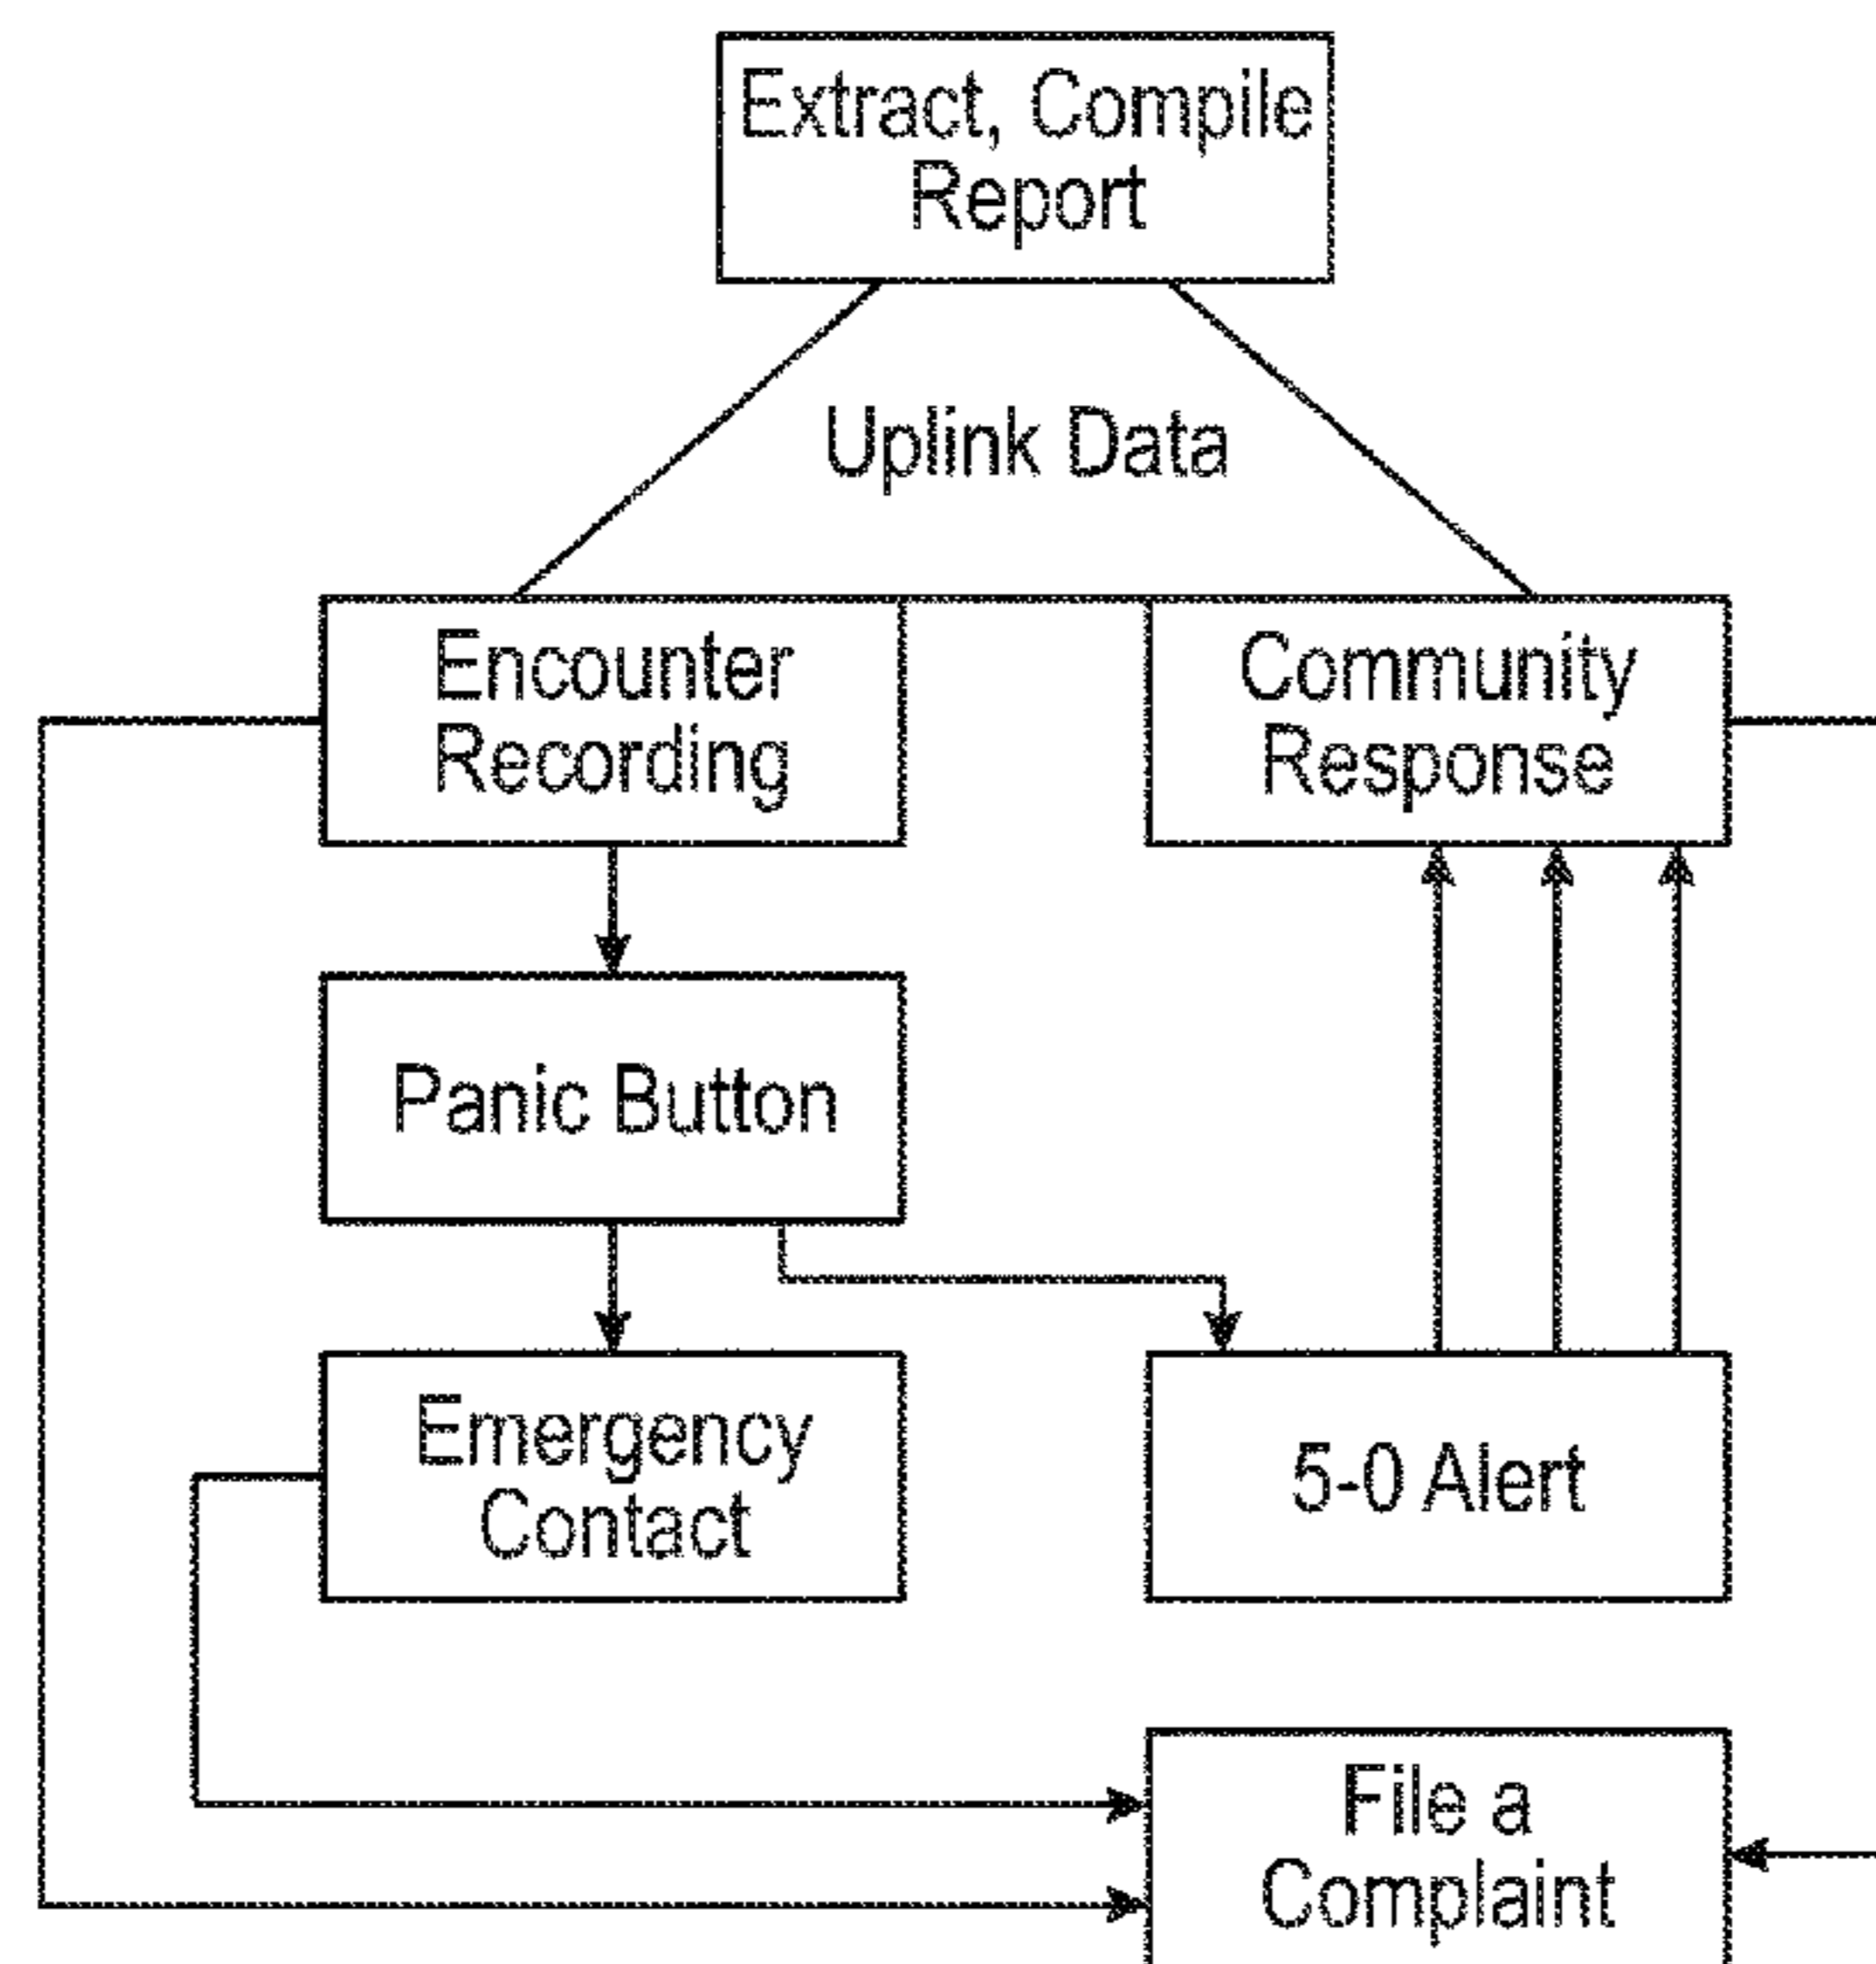 Extract, Compile
Report
Uplink Data
Encounter
Recording
Community
Response
Panic Button
Emergency
Contact
5-0 Alert
File a
Complaint